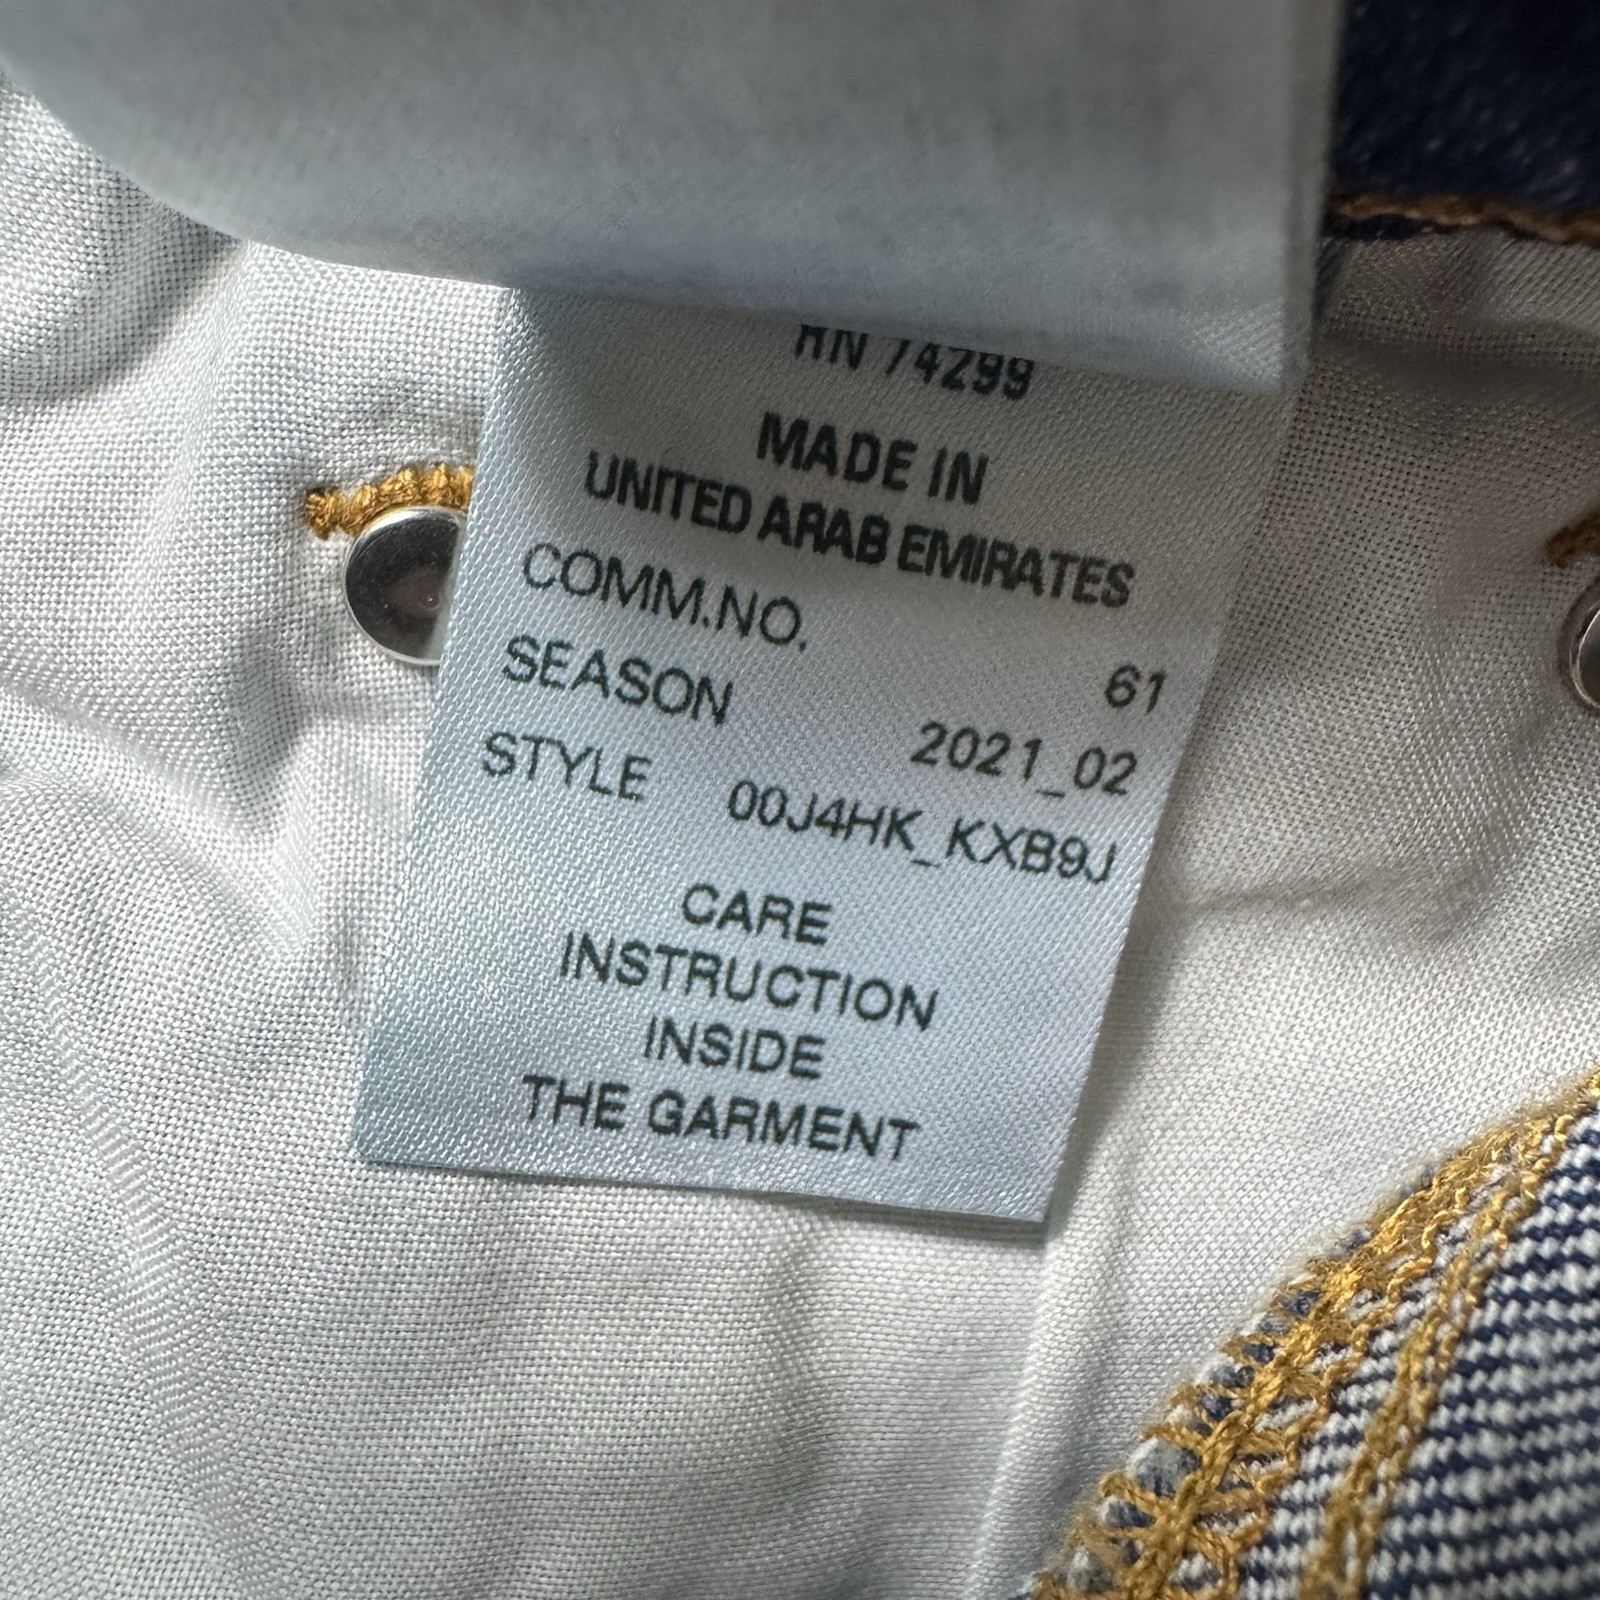 RN 74299
MADE IN
UNITED ARAB EMIRATES
COMM.NO. 61
SEASON 2021_02
STYLE 00J4HK_KXB9J
CARE
INSTRUCTION
INSIDE
THE GARMENT